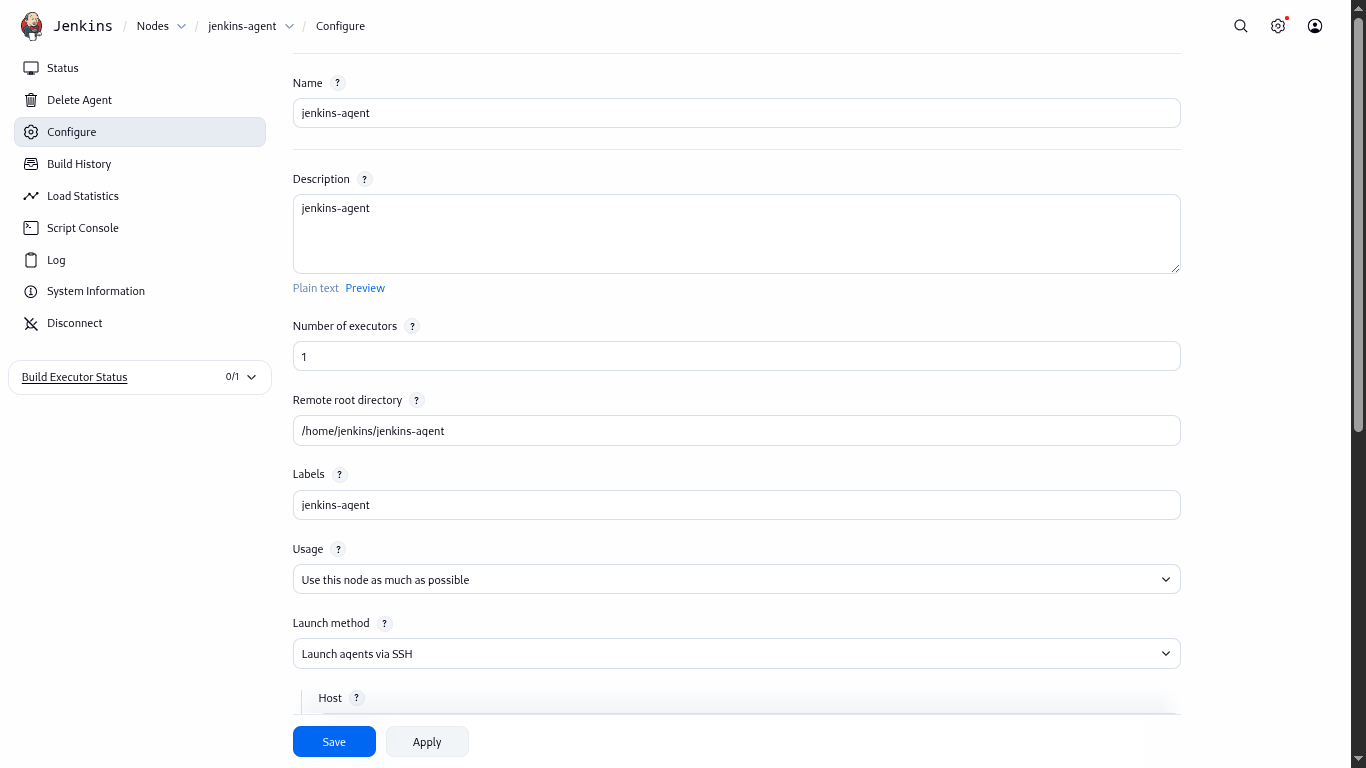 Jenkins / Nodes / jenkins-agent / Configure
Status
Delete Agent
Configure
Build History
Load Statistics
Script Console
Log
System Information
Disconnect
Build Executor Status 0/1
Name ?
jenkins-agent
Description ?
jenkins-agent
Plain text Preview
Number of executors ?
1
Remote root directory ?
/home/jenkins/jenkins-agent
Labels ?
jenkins-agent
Usage ?
Use this node as much as possible
Launch method ?
Launch agents via SSH
Host ?
Save Apply